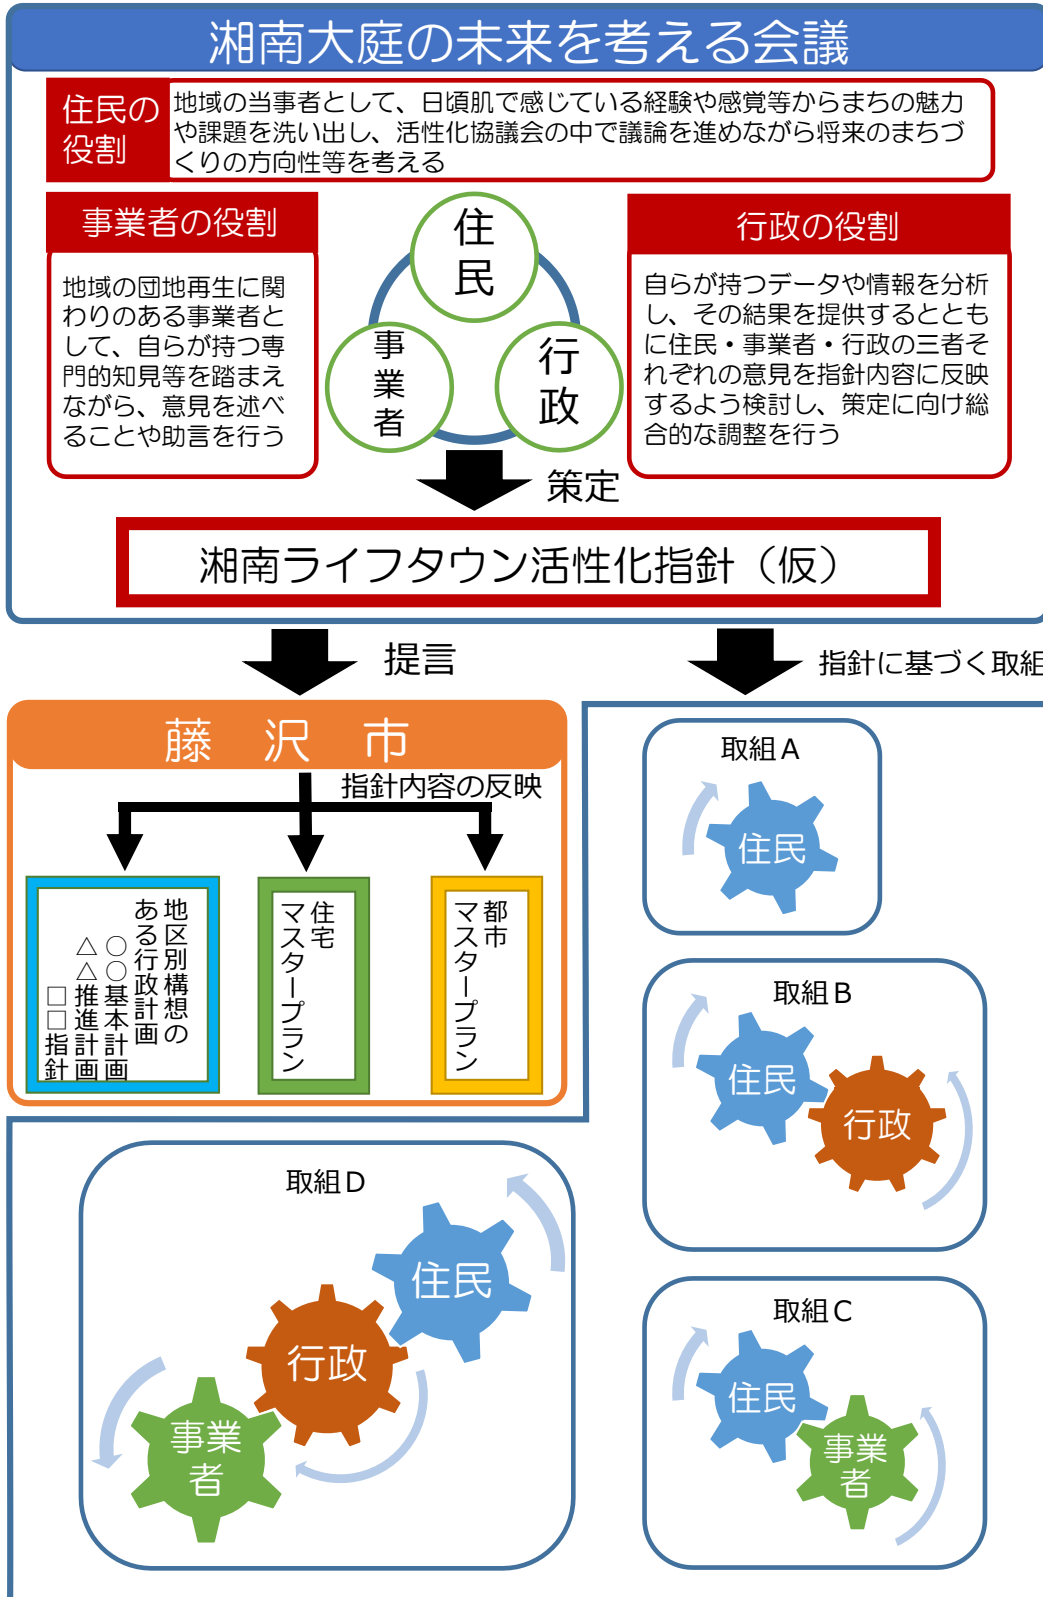 湘南大庭の未来を考える会議
住民の
役割
地域の当事者として、日頃肌で感じている経験や感覚等からまちの魅力
や課題を洗い出し、活性化協議会の中で議論を進めながら将来のまちづ
くりの方向性等を考える
事業者の役割
地域の団地再生に関
わりのある事業者と
して、自らが持つ専
門的知見等を踏まえ
ながら、意見を述べ
ることや助言を行う
住民
事業者
行政
行政の役割
自らが持つデータや情報を分析
し、その結果を提供するととも
に住民・事業者・行政の三者そ
れぞれの意見を指針内容に反映
するよう検討し、策定に向け総
合的な調整を行う
策定
湘南ライフタウン活性化指針（仮）
提言
指針に基づく取組
藤 沢 市
指針内容の反映
地区別構想の
ある行政計画
○○基本計画
△△推進計画
□□指針
住宅
マスタープラン
都市
マスタープラン
取組Ａ
住民
取組Ｂ
住民
行政
取組Ｃ
住民
事業
者
取組Ｄ
住民
行政
事業
者